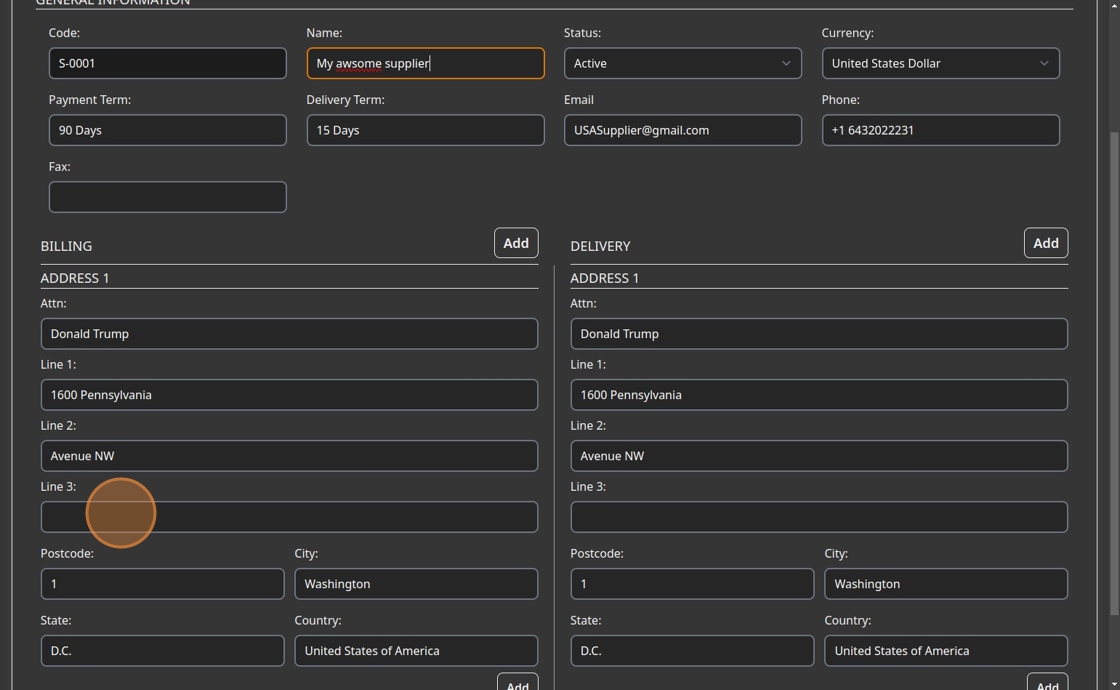 GENERAL INFORMATION
Code: Name: Status: Currency:
S-0001 My awsome supplier Active United States Dollar
Payment Term: Delivery Term: Email Phone:
90 Days 15 Days USASupplier@gmail.com +1 6432022231
Fax:
BILLING Add DELIVERY Add
ADDRESS 1 ADDRESS 1
Attn: Attn:
Donald Trump Donald Trump
Line 1: Line 1:
1600 Pennsylvania 1600 Pennsylvania
Line 2: Line 2:
Avenue NW Avenue NW
Line 3: Line 3:
Postcode: City: Postcode: City:
1 Washington 1 Washington
State: Country: State: Country:
D.C. United States of America D.C. United States of America
Add Add